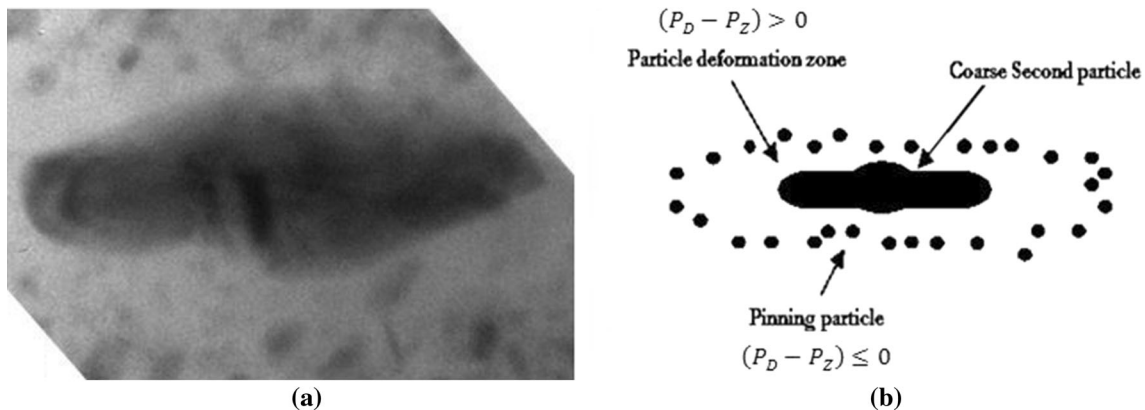 (P_D − P_Z) > 0
Particle deformation zone
Coarse Second particle
Pinning particle
(P_D − P_Z) ≤ 0
(a)
(b)